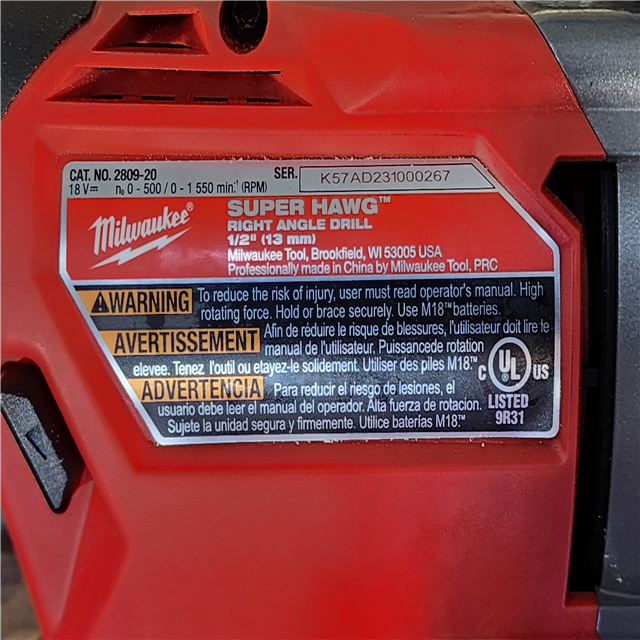 CAT. NO. 2809-20
18 V⎓ n₀ 0 - 500 / 0 - 1 550 min.⁻¹ (RPM)
SER. K57AD231000267
Milwaukee®
SUPER HAWG™
RIGHT ANGLE DRILL
1/2" (13 mm)
Milwaukee Tool, Brookfield, WI 53005 USA
Professionally made in China by Milwaukee Tool, PRC
WARNING To reduce the risk of injury, user must read operator's manual. High
rotating force. Hold or brace securely. Use M18™ batteries.
AVERTISSEMENT Afin de réduire le risque de blessures, l'utilisateur doit lire le
manual de l'utilisateur. Puissancede rotation
elevee. Tenez l'outil ou etayez-le solidement. Utiliser des piles M18.™
ADVERTENCIA Para reducir el riesgo de lesiones, el
usuario debe leer el manual del operador. Alta fuerza de rotacion.
Sujete la unidad segura y firmemente. Utilice baterías M18.™
C UL US
LISTED
9R31